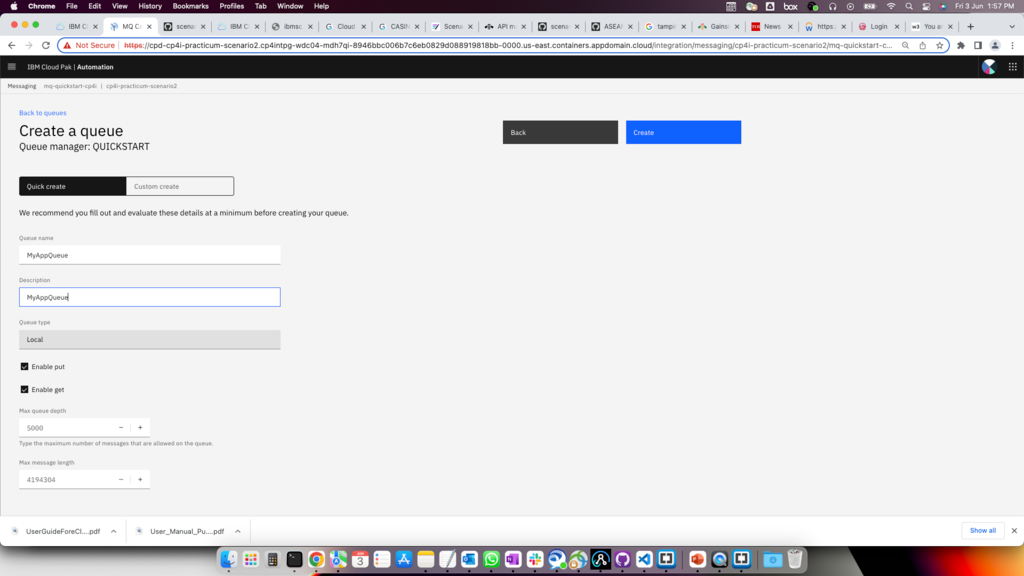 Chrome File Edit View History Bookmarks Profiles Tab Window Help box Fri 3 Jun 1:57 PM
IBM Cl MQ Co scena IBM Cl ibmsc Cloud CASIN Scena API m scena ASEA tampi Gains News https: Login You a
Not Secure https://cpd-cp4i-practicum-scenario2.cp4intpg-wdc04-mdh7qi-8946bbc006b7c6eb0829d088919818bb-0000.us-east.containers.appdomain.cloud/integration/messaging/cp4i-practicum-scenario2/mq-quickstart-c...
IBM Cloud Pak | Automation
Messaging mq-quickstart-cp4i | cp4i-practicum-scenario2
Back to queues
Create a queue
Queue manager: QUICKSTART
Back Create
Quick create Custom create
We recommend you fill out and evaluate these details at a minimum before creating your queue.
Queue name
MyAppQueue
Description
MyAppQueue
Queue type
Local
Enable put
Enable get
Max queue depth
5000
Type the maximum number of messages that are allowed on the queue.
Max message length
4194304
UserGuideForeCl....pdf User_Manual_Pu....pdf Show all
3